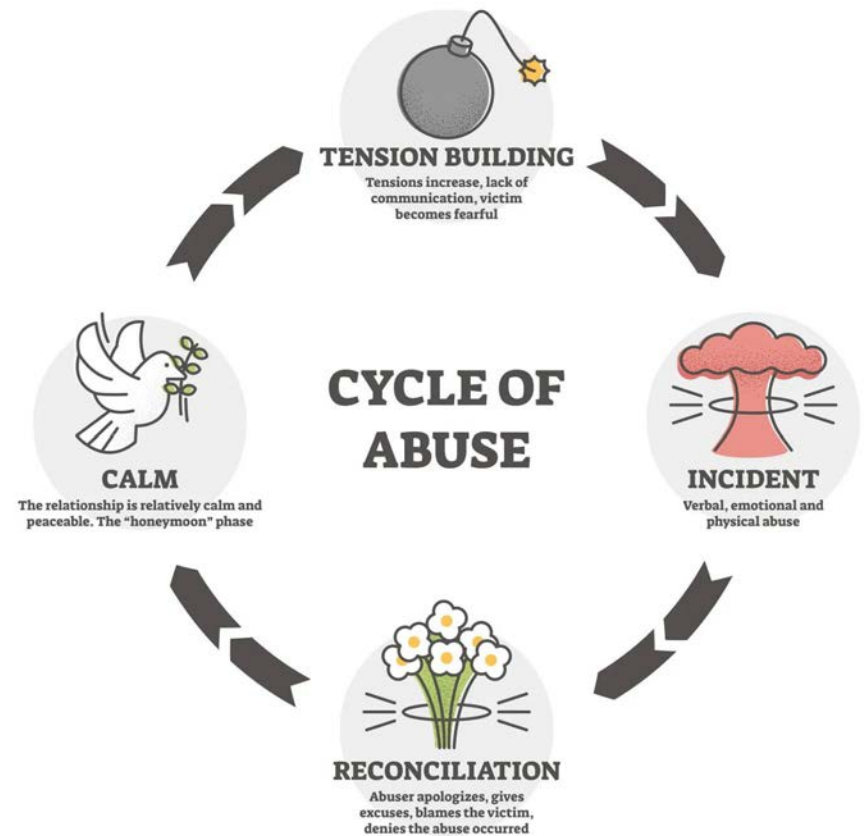 TENSION BUILDING
Tensions increase, lack of
communication, victim
becomes fearful
CYCLE OF
ABUSE
CALM
The relationship is relatively calm and
peaceable. The “honeymoon” phase
INCIDENT
Verbal, emotional and
physical abuse
RECONCILIATION
Abuser apologizes, gives
excuses, blames the victim,
denies the abuse occurred